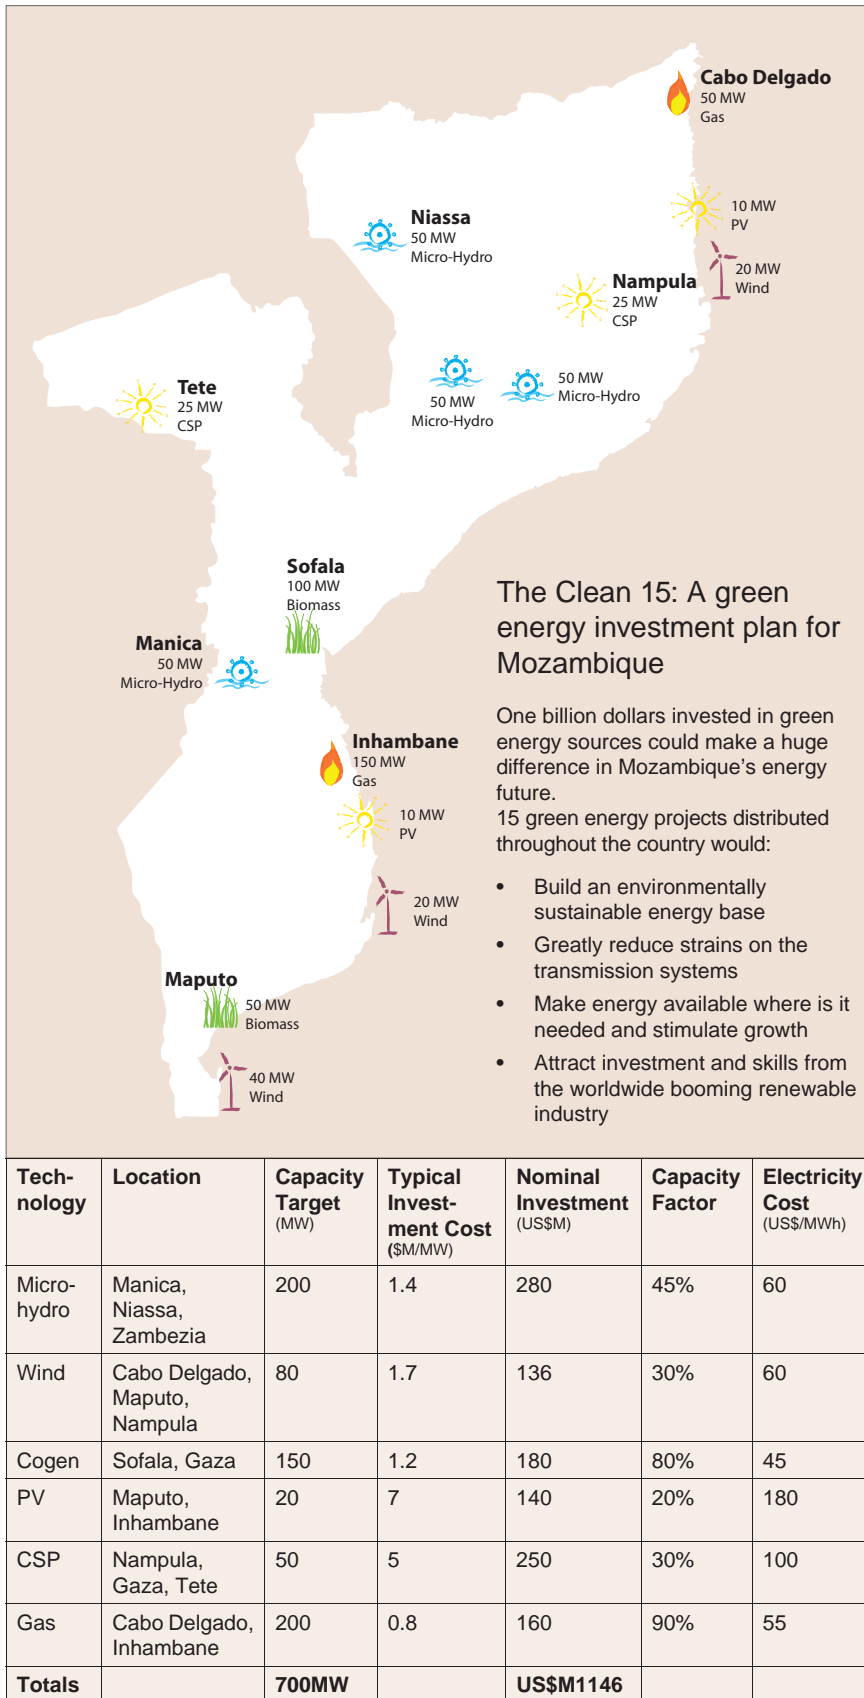 Cabo Delgado
50 MW
Gas
10 MW
PV
20 MW
Wind
Niassa
50 MW
Micro-Hydro
Nampula
25 MW
CSP
50 MW
Micro-Hydro
50 MW
Micro-Hydro
Tete
25 MW
CSP
Sofala
100 MW
Biomass
Manica
50 MW
Micro-Hydro
Inhambane
150 MW
Gas
10 MW
PV
20 MW
Wind
Maputo
50 MW
Biomass
40 MW
Wind
The Clean 15: A green
energy investment plan for
Mozambique
One billion dollars invested in green
energy sources could make a huge
difference in Mozambique's energy
future.
15 green energy projects distributed
throughout the country would:
• Build an environmentally
sustainable energy base
• Greatly reduce strains on the
transmission systems
• Make energy available where is it
needed and stimulate growth
• Attract investment and skills from
the worldwide booming renewable
industry
Tech-
nology
Location
Capacity
Target
(MW)
Typical
Invest-
ment Cost
($M/MW)
Nominal
Investment
(US$M)
Capacity
Factor
Electricity
Cost
(US$/MWh)
Micro-
hydro
Manica,
Niassa,
Zambezia
200
1.4
280
45%
60
Wind
Cabo Delgado,
Maputo,
Nampula
80
1.7
136
30%
60
Cogen
Sofala, Gaza
150
1.2
180
80%
45
PV
Maputo,
Inhambane
20
7
140
20%
180
CSP
Nampula,
Gaza, Tete
50
5
250
30%
100
Gas
Cabo Delgado,
Inhambane
200
0.8
160
90%
55
Totals
700MW
US$M1146